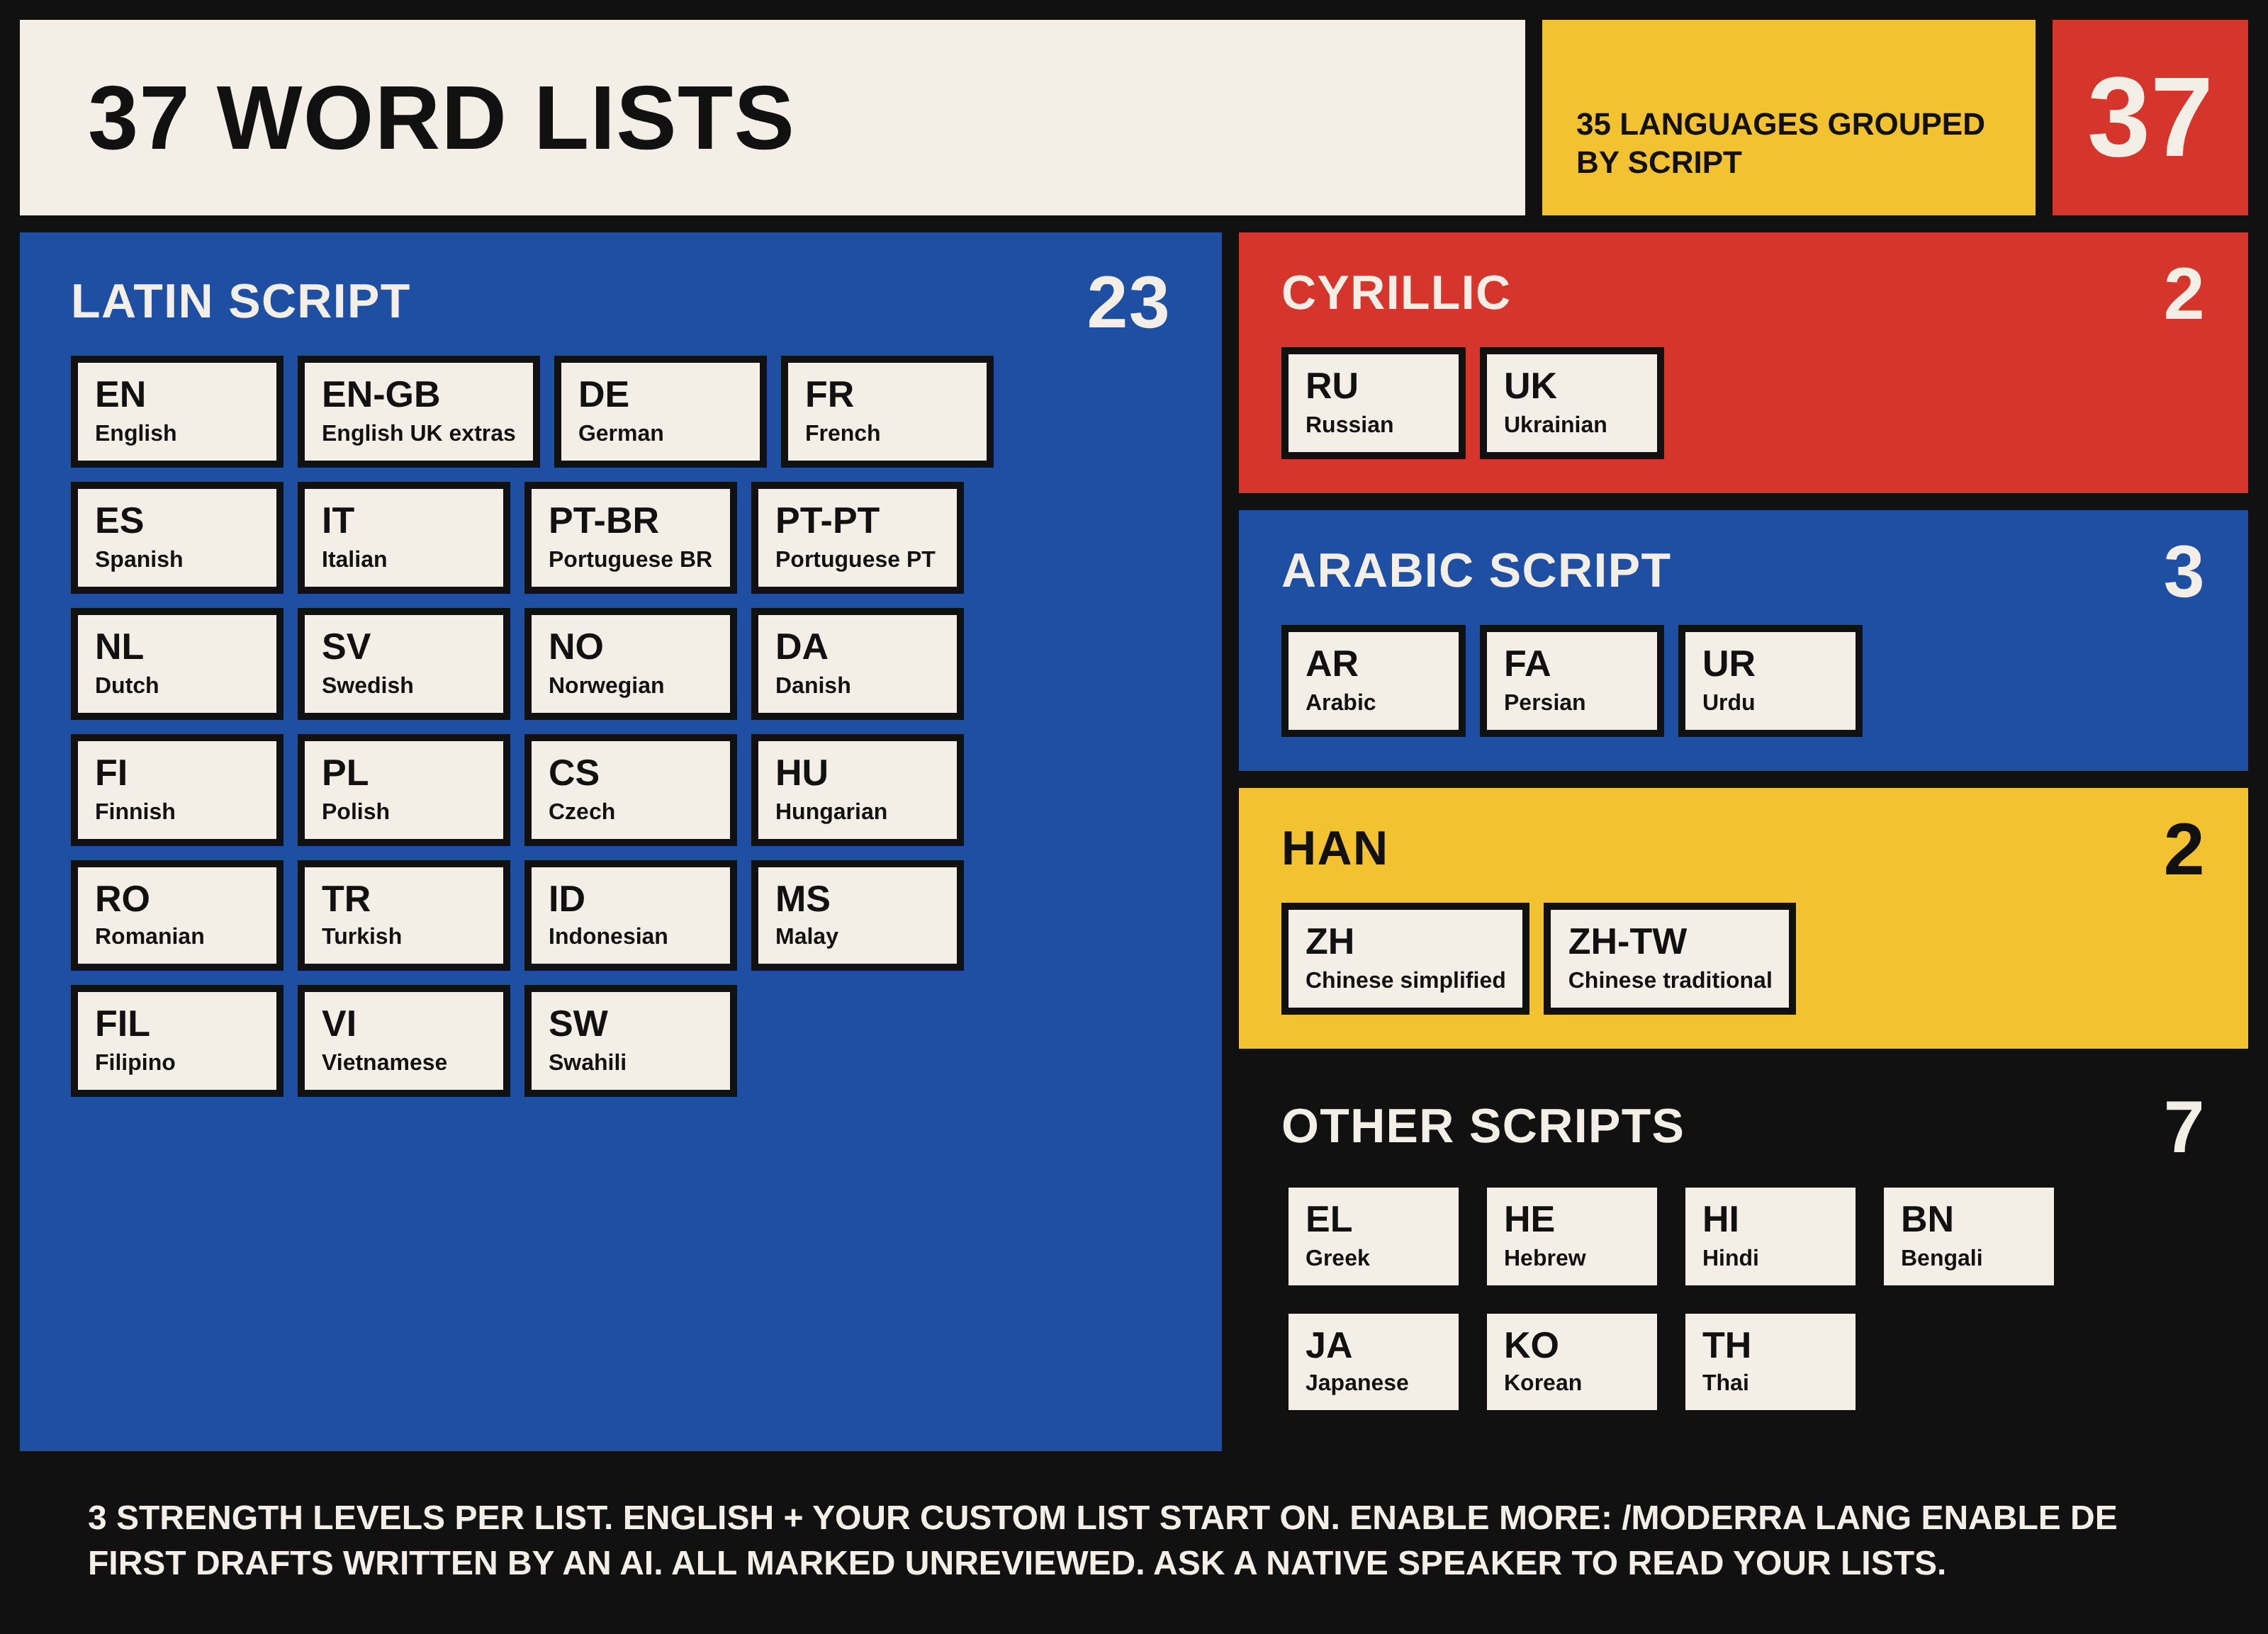 37 WORD LISTS
35 LANGUAGES GROUPED
BY SCRIPT
37
LATIN SCRIPT
23
EN
English
EN-GB
English UK extras
DE
German
FR
French
ES
Spanish
IT
Italian
PT-BR
Portuguese BR
PT-PT
Portuguese PT
NL
Dutch
SV
Swedish
NO
Norwegian
DA
Danish
FI
Finnish
PL
Polish
CS
Czech
HU
Hungarian
RO
Romanian
TR
Turkish
ID
Indonesian
MS
Malay
FIL
Filipino
VI
Vietnamese
SW
Swahili
CYRILLIC
2
RU
Russian
UK
Ukrainian
ARABIC SCRIPT
3
AR
Arabic
FA
Persian
UR
Urdu
HAN
2
ZH
Chinese simplified
ZH-TW
Chinese traditional
OTHER SCRIPTS
7
EL
Greek
HE
Hebrew
HI
Hindi
BN
Bengali
JA
Japanese
KO
Korean
TH
Thai
3 STRENGTH LEVELS PER LIST. ENGLISH + YOUR CUSTOM LIST START ON. ENABLE MORE: /MODERRA LANG ENABLE DE
FIRST DRAFTS WRITTEN BY AN AI. ALL MARKED UNREVIEWED. ASK A NATIVE SPEAKER TO READ YOUR LISTS.